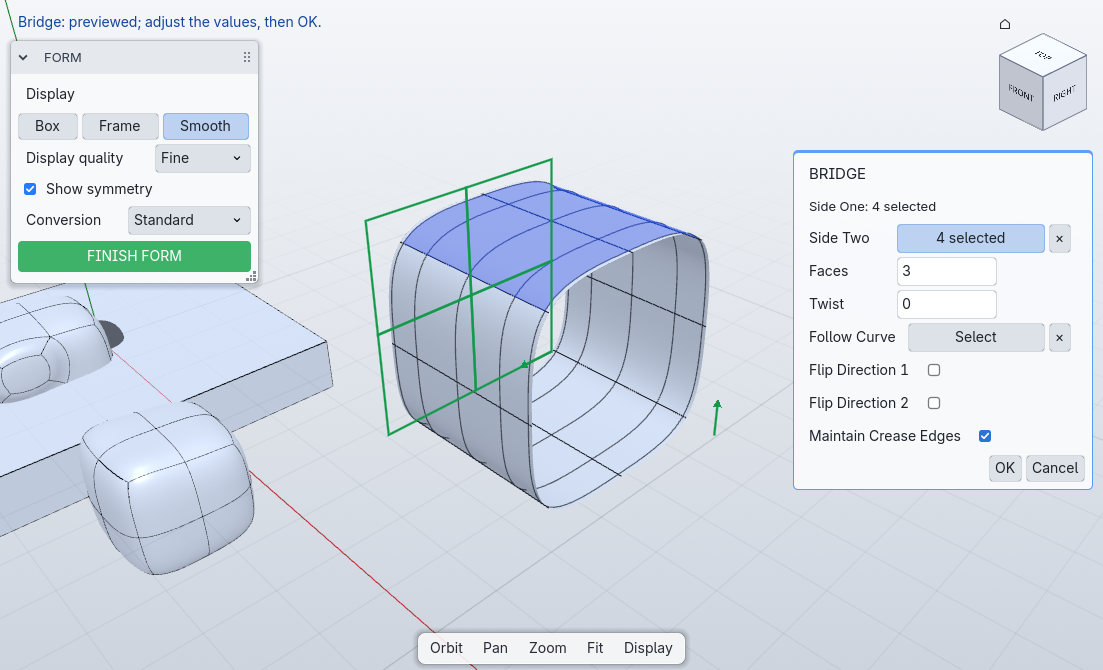 Bridge: previewed; adjust the values, then OK.
FORM
Display
Box Frame Smooth
Display quality Fine
Show symmetry
Conversion Standard
FINISH FORM
TOP
FRONT
RIGHT
BRIDGE
Side One: 4 selected
Side Two 4 selected ×
Faces 3
Twist 0
Follow Curve Select ×
Flip Direction 1
Flip Direction 2
Maintain Crease Edges
OK Cancel
Orbit Pan Zoom Fit Display